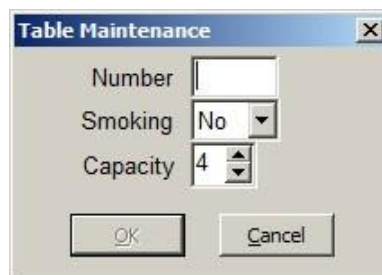 Table Maintenance
Number
Smoking No
Capacity 4
OK Cancel